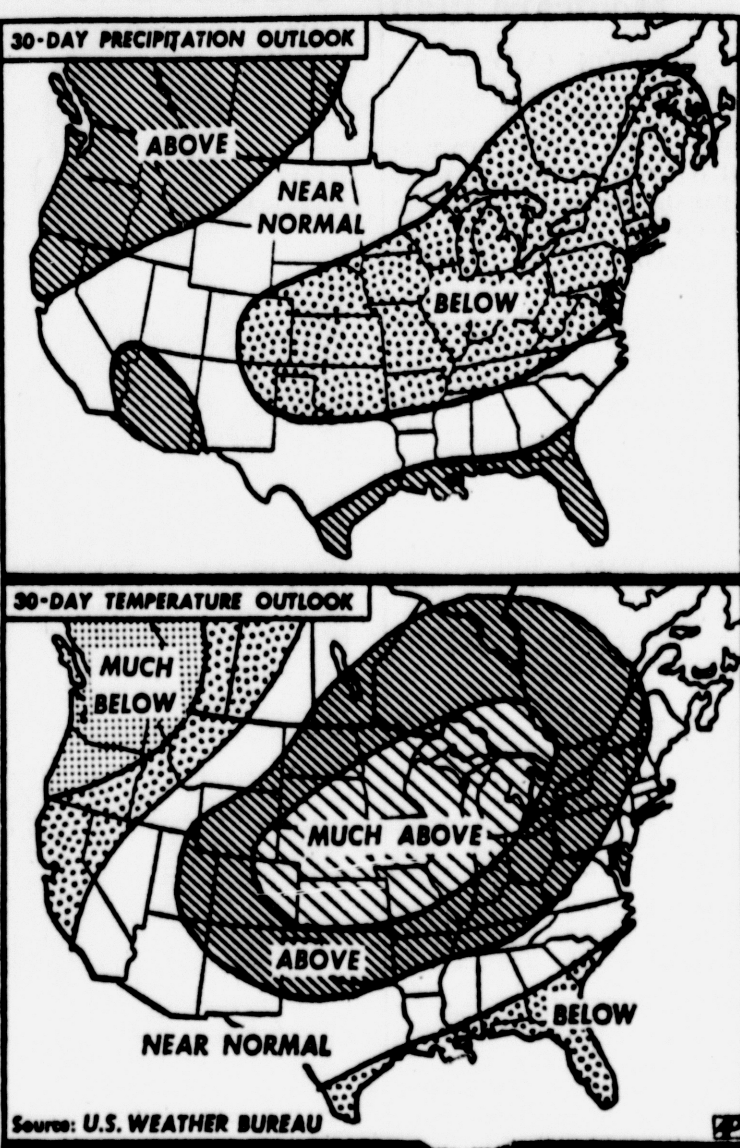 30-DAY PRECIPITATION OUTLOOK
ABOVE
NEAR
NORMAL
BELOW
30-DAY TEMPERATURE OUTLOOK
MUCH
BELOW
MUCH ABOVE
ABOVE
BELOW
NEAR NORMAL
Source: U.S. WEATHER BUREAU